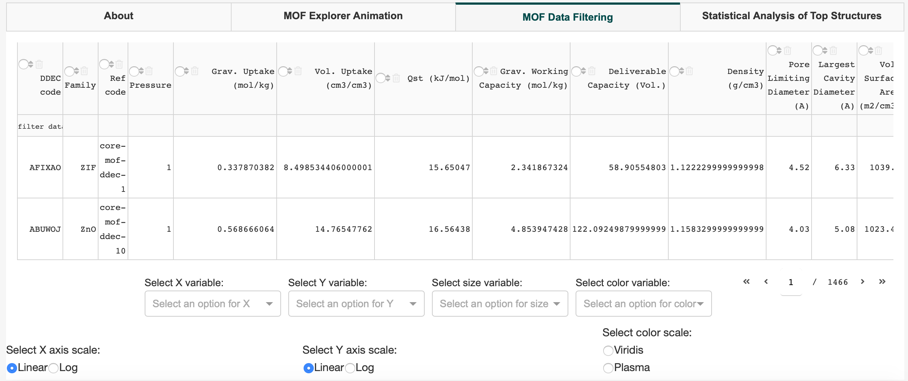 About MOF Explorer Animation MOF Data Filtering Statistical Analysis of Top Structures
DDEC code
Family
Ref code
Pressure
Grav. Uptake (mol/kg)
Vol. Uptake (cm3/cm3)
Qst (kJ/mol)
Grav. Working Capacity (mol/kg)
Deliverable Capacity (Vol.)
Density (g/cm3)
Pore Limiting Diameter (A)
Largest Cavity Diameter (A)
Vol Surfac Are (m2/cm3
filter data
AFIXAO ZIF core-mof-ddec-1 1 0.337870382 8.498534406000001 15.65047 2.341867324 58.90554803 1.1222999999999998 4.52 6.33 1039.
ABUWOJ ZnO core-mof-ddec-10 1 0.568666064 14.76547762 16.56438 4.853947428 122.09249879999999 1.1583299999999999 4.03 5.08 1023.4
Select X variable: Select Y variable: Select size variable: Select color variable:
Select an option for X Select an option for Y Select an option for size Select an option for color
« ‹ 1 / 1466 › »
Select X axis scale:
Linear Log
Select Y axis scale:
Linear Log
Select color scale:
Viridis
Plasma